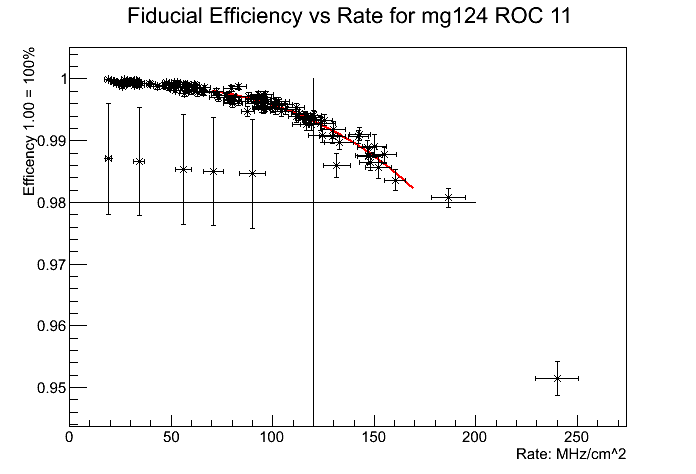 Fiducial Efficiency vs Rate for mg124 ROC 11
Efficency 1.00 = 100%
1
0.99
0.98
0.97
0.96
0.95
0 50 100 150 200 250
Rate: MHz/cm^2